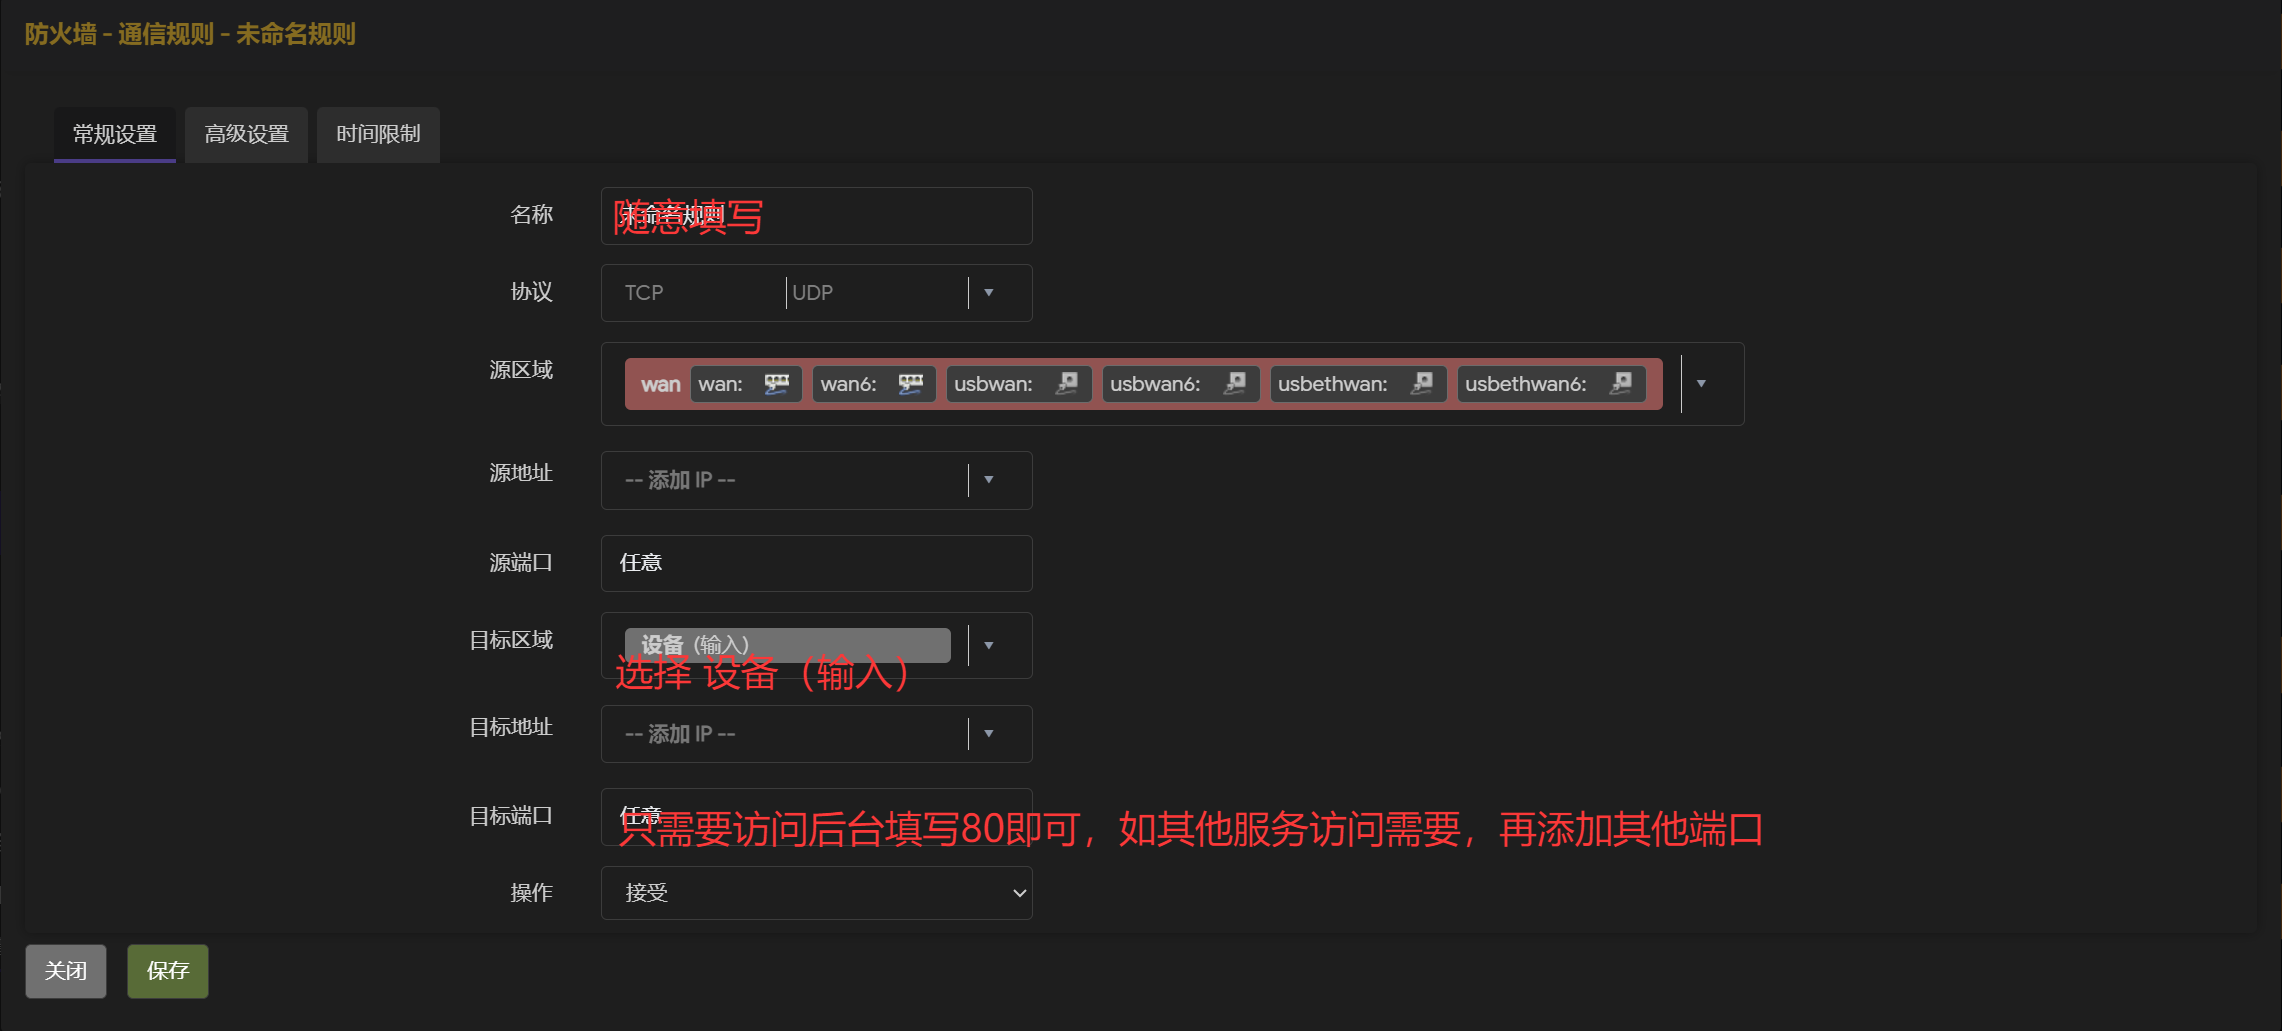 防火墙 - 通信规则 - 未命名规则
常规设置 高级设置 时间限制
名称 未命名规则
随意填写
协议 TCP UDP
源区域 wan wan: wan6: usbwan: usbwan6: usbethwan: usbethwan6:
源地址 -- 添加 IP --
源端口 任意
目标区域 设备 (输入)
选择 设备（输入）
目标地址 -- 添加 IP --
目标端口 任意
只需要访问后台填写80即可，如其他服务访问需要，再添加其他端口
操作 接受
关闭 保存